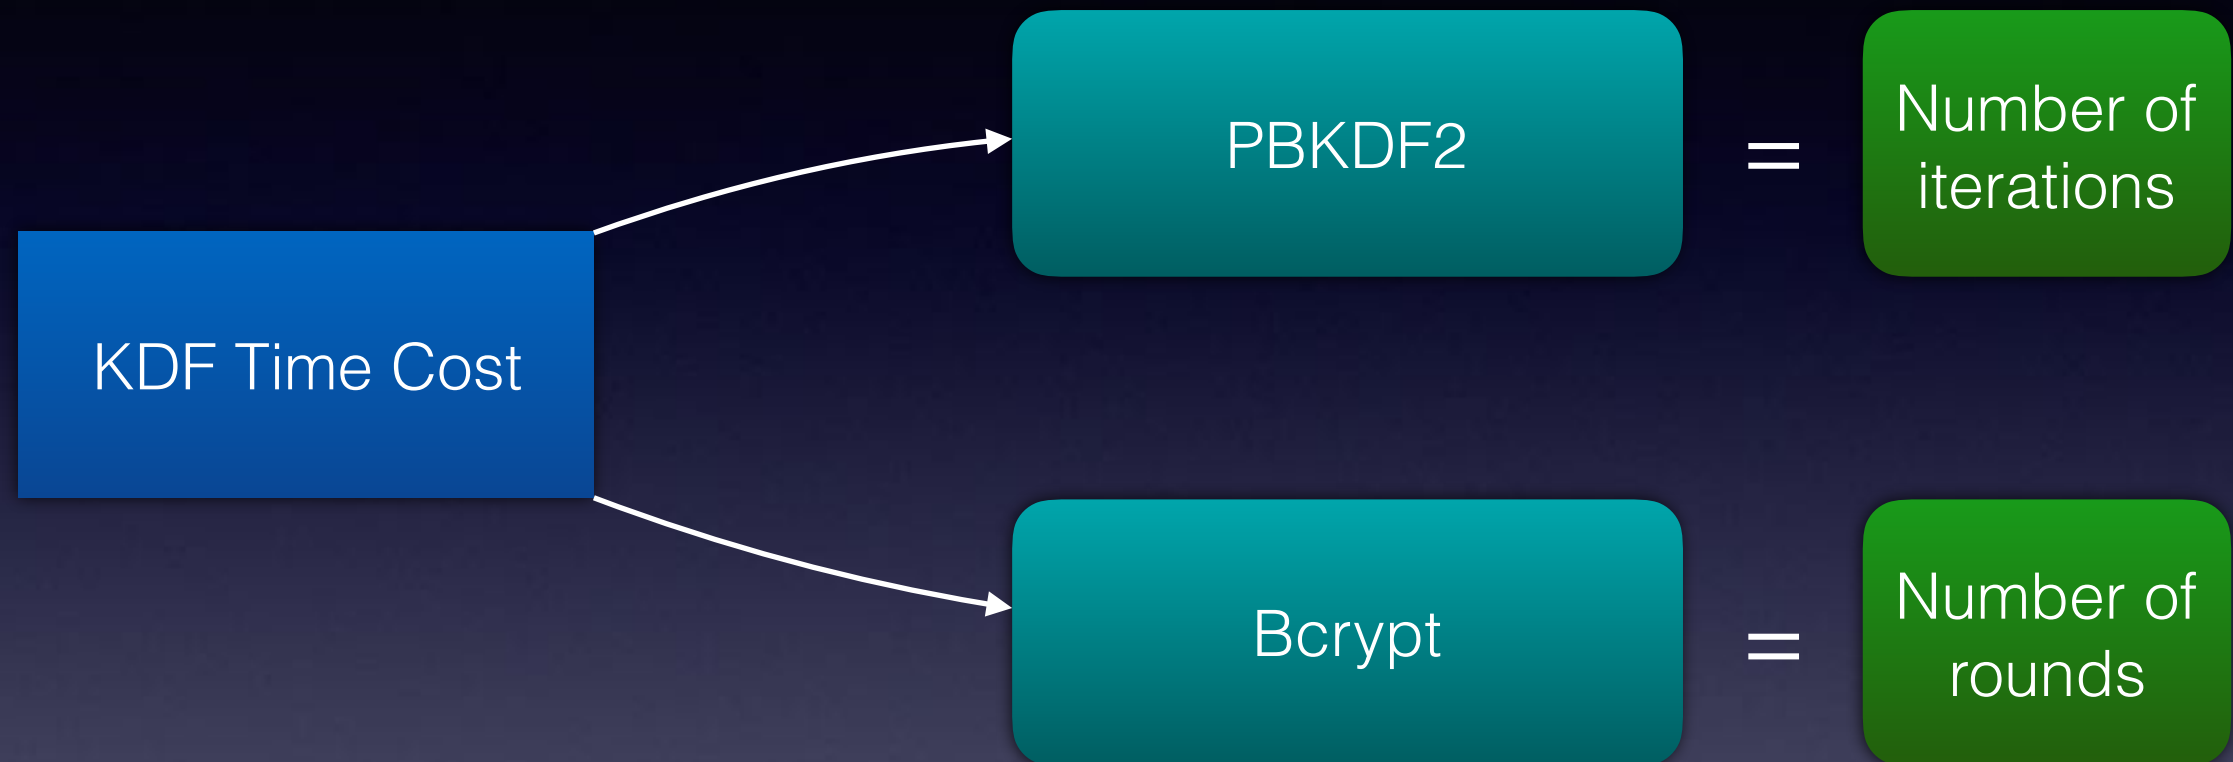 KDF Time Cost
PBKDF2
=
Number of
iterations
Bcrypt
=
Number of
rounds